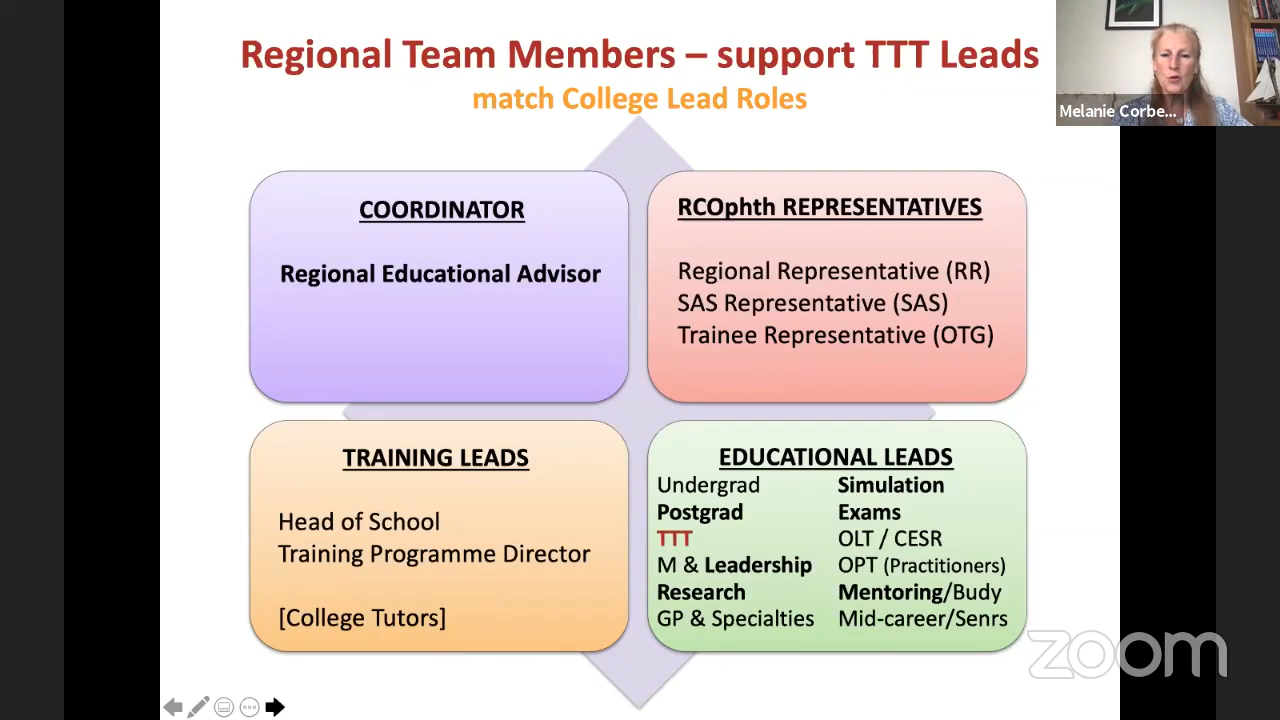 Regional Team Members – support TTT Leads
match College Lead Roles
Melanie Corbe...
COORDINATOR
Regional Educational Advisor
RCOphth REPRESENTATIVES
Regional Representative (RR)
SAS Representative (SAS)
Trainee Representative (OTG)
TRAINING LEADS
Head of School
Training Programme Director
[College Tutors]
EDUCATIONAL LEADS
Undergrad
Postgrad
TTT
M & Leadership
Research
GP & Specialties
Simulation
Exams
OLT / CESR
OPT (Practitioners)
Mentoring/Budy
Mid-career/Senrs
zoom